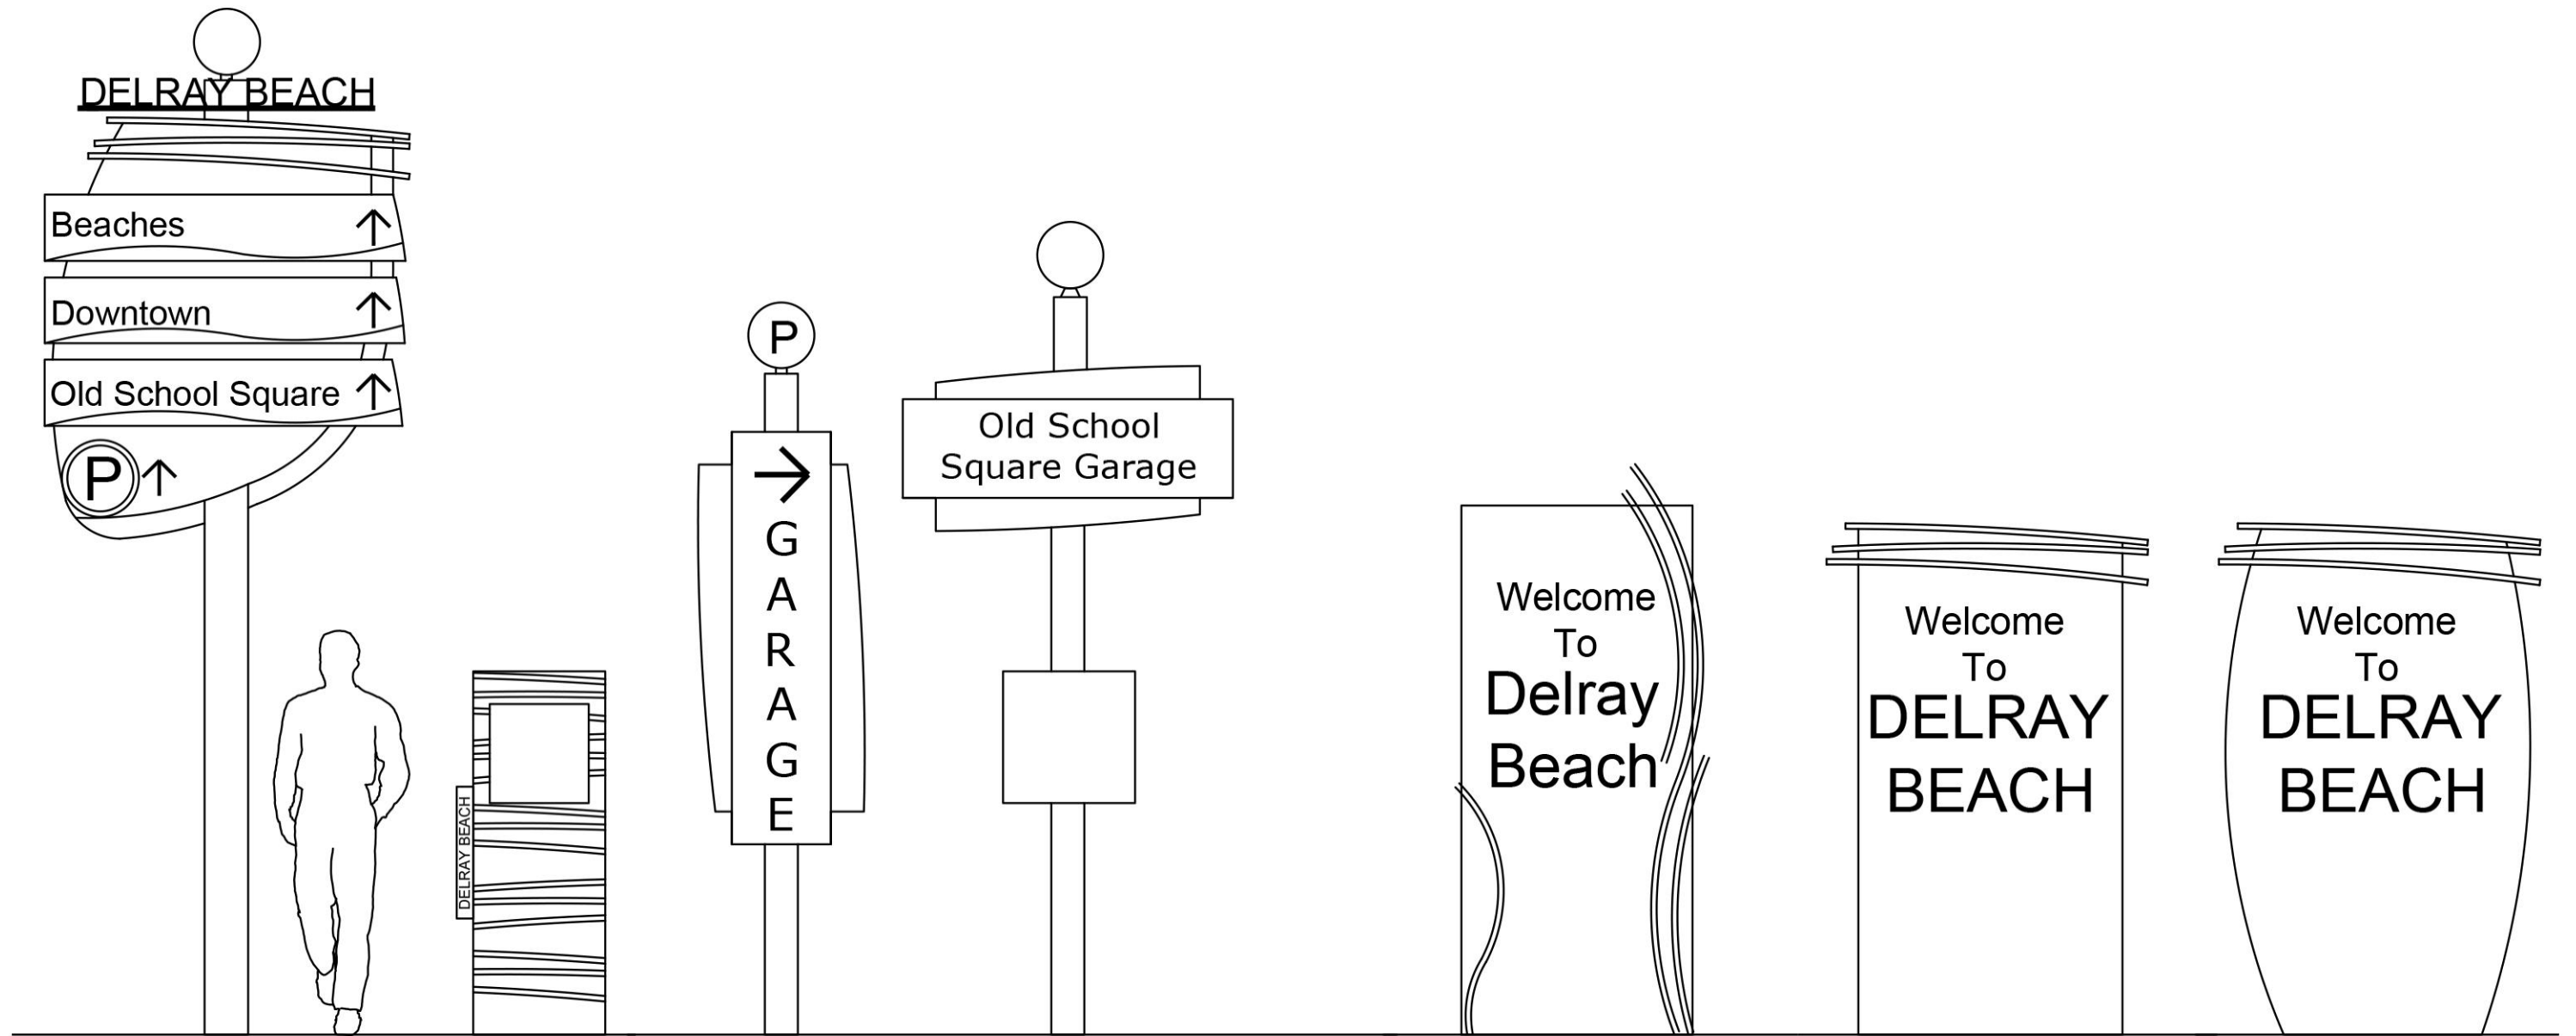 DELRAY BEACH
Beaches ↑
Downtown ↑
Old School Square ↑
P ↑
DELRAY BEACH
P
→
G
A
R
A
G
E
Old School
Square Garage
Welcome
To
Delray
Beach
Welcome
To
DELRAY
BEACH
Welcome
To
DELRAY
BEACH